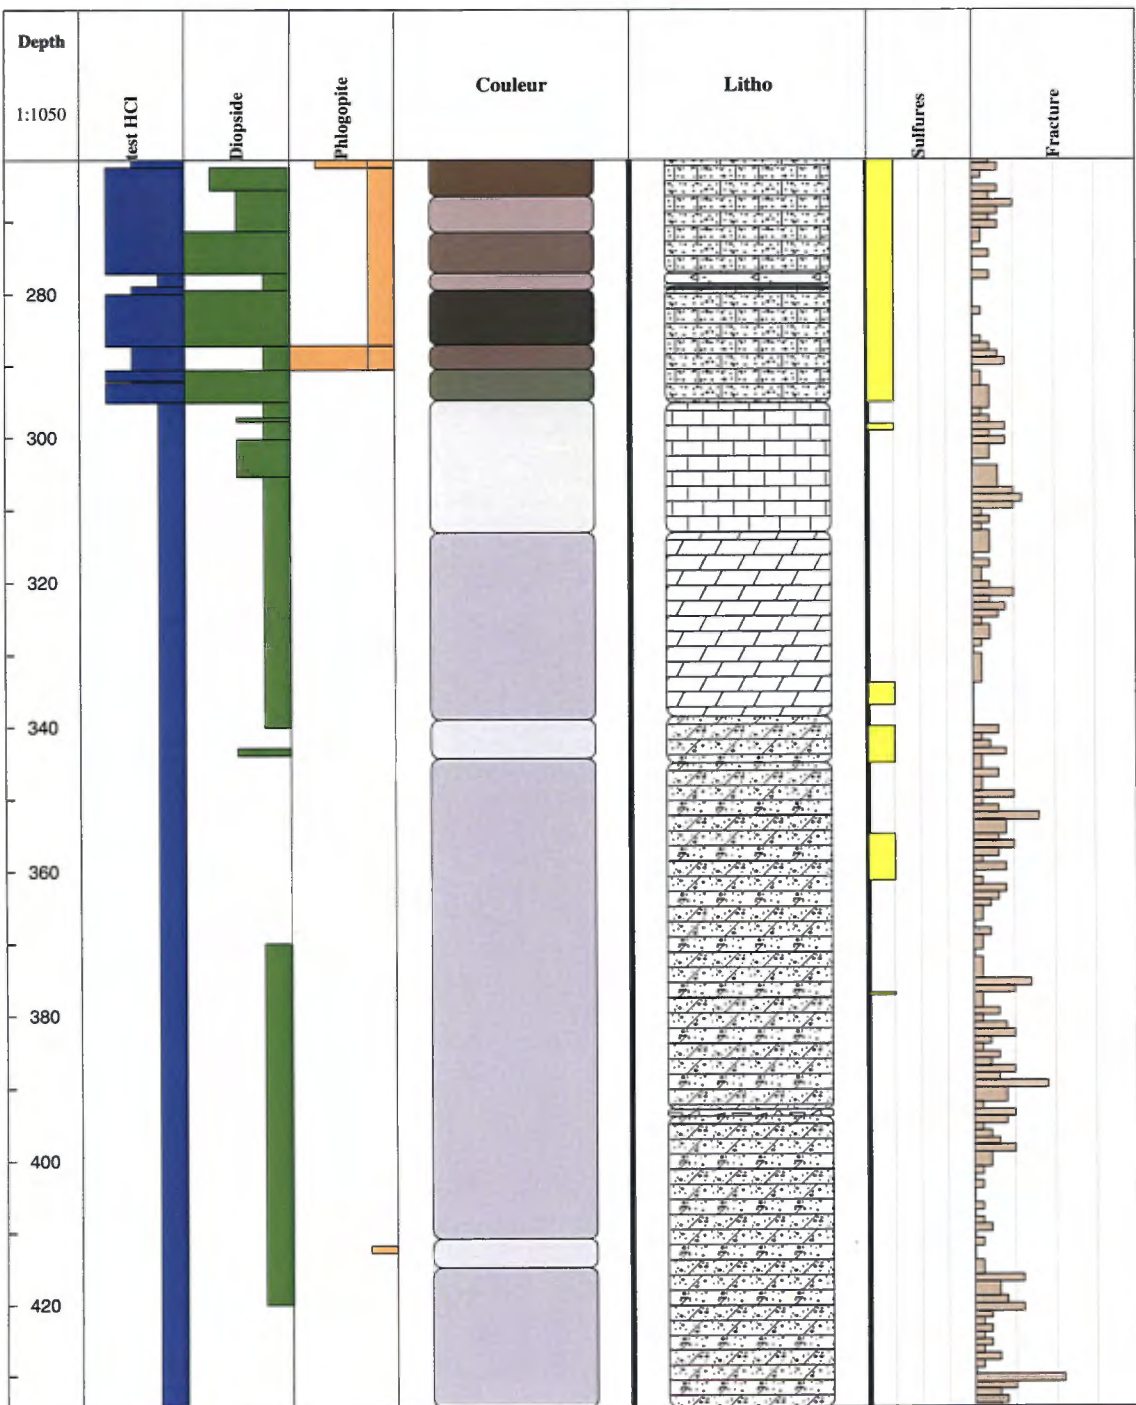 Depth
1:1050
test HCl
Diopside
Phlogopite
Couleur
Litho
Sulfures
Fracture
280
300
320
340
360
380
400
420